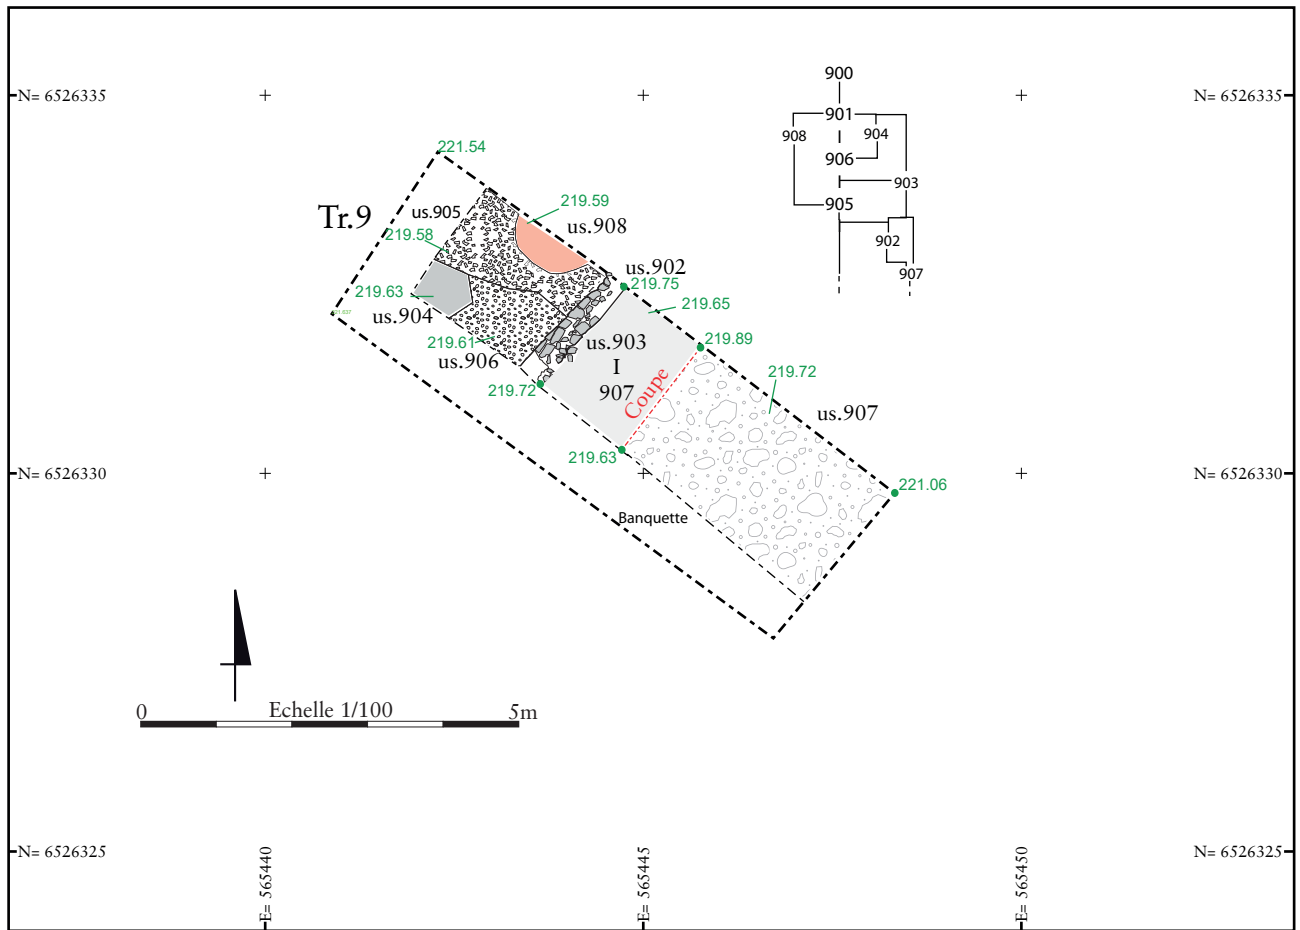 900
N= 6526335
N= 6526335
901
908
904
906
903
905
902
907
221.54
Tr.9
us.905
219.58
219.59
us.908
us.902
219.75
219.65
219.63
us.904
219.61
us.906
us.903
I
907
219.89
Coupe
219.72
219.72
us.907
219.63
N= 6526330
N= 6526330
221.06
Banquette
0
Echelle 1/100
5m
N= 6526325
N= 6526325
E= 565440
E= 565445
E= 565450